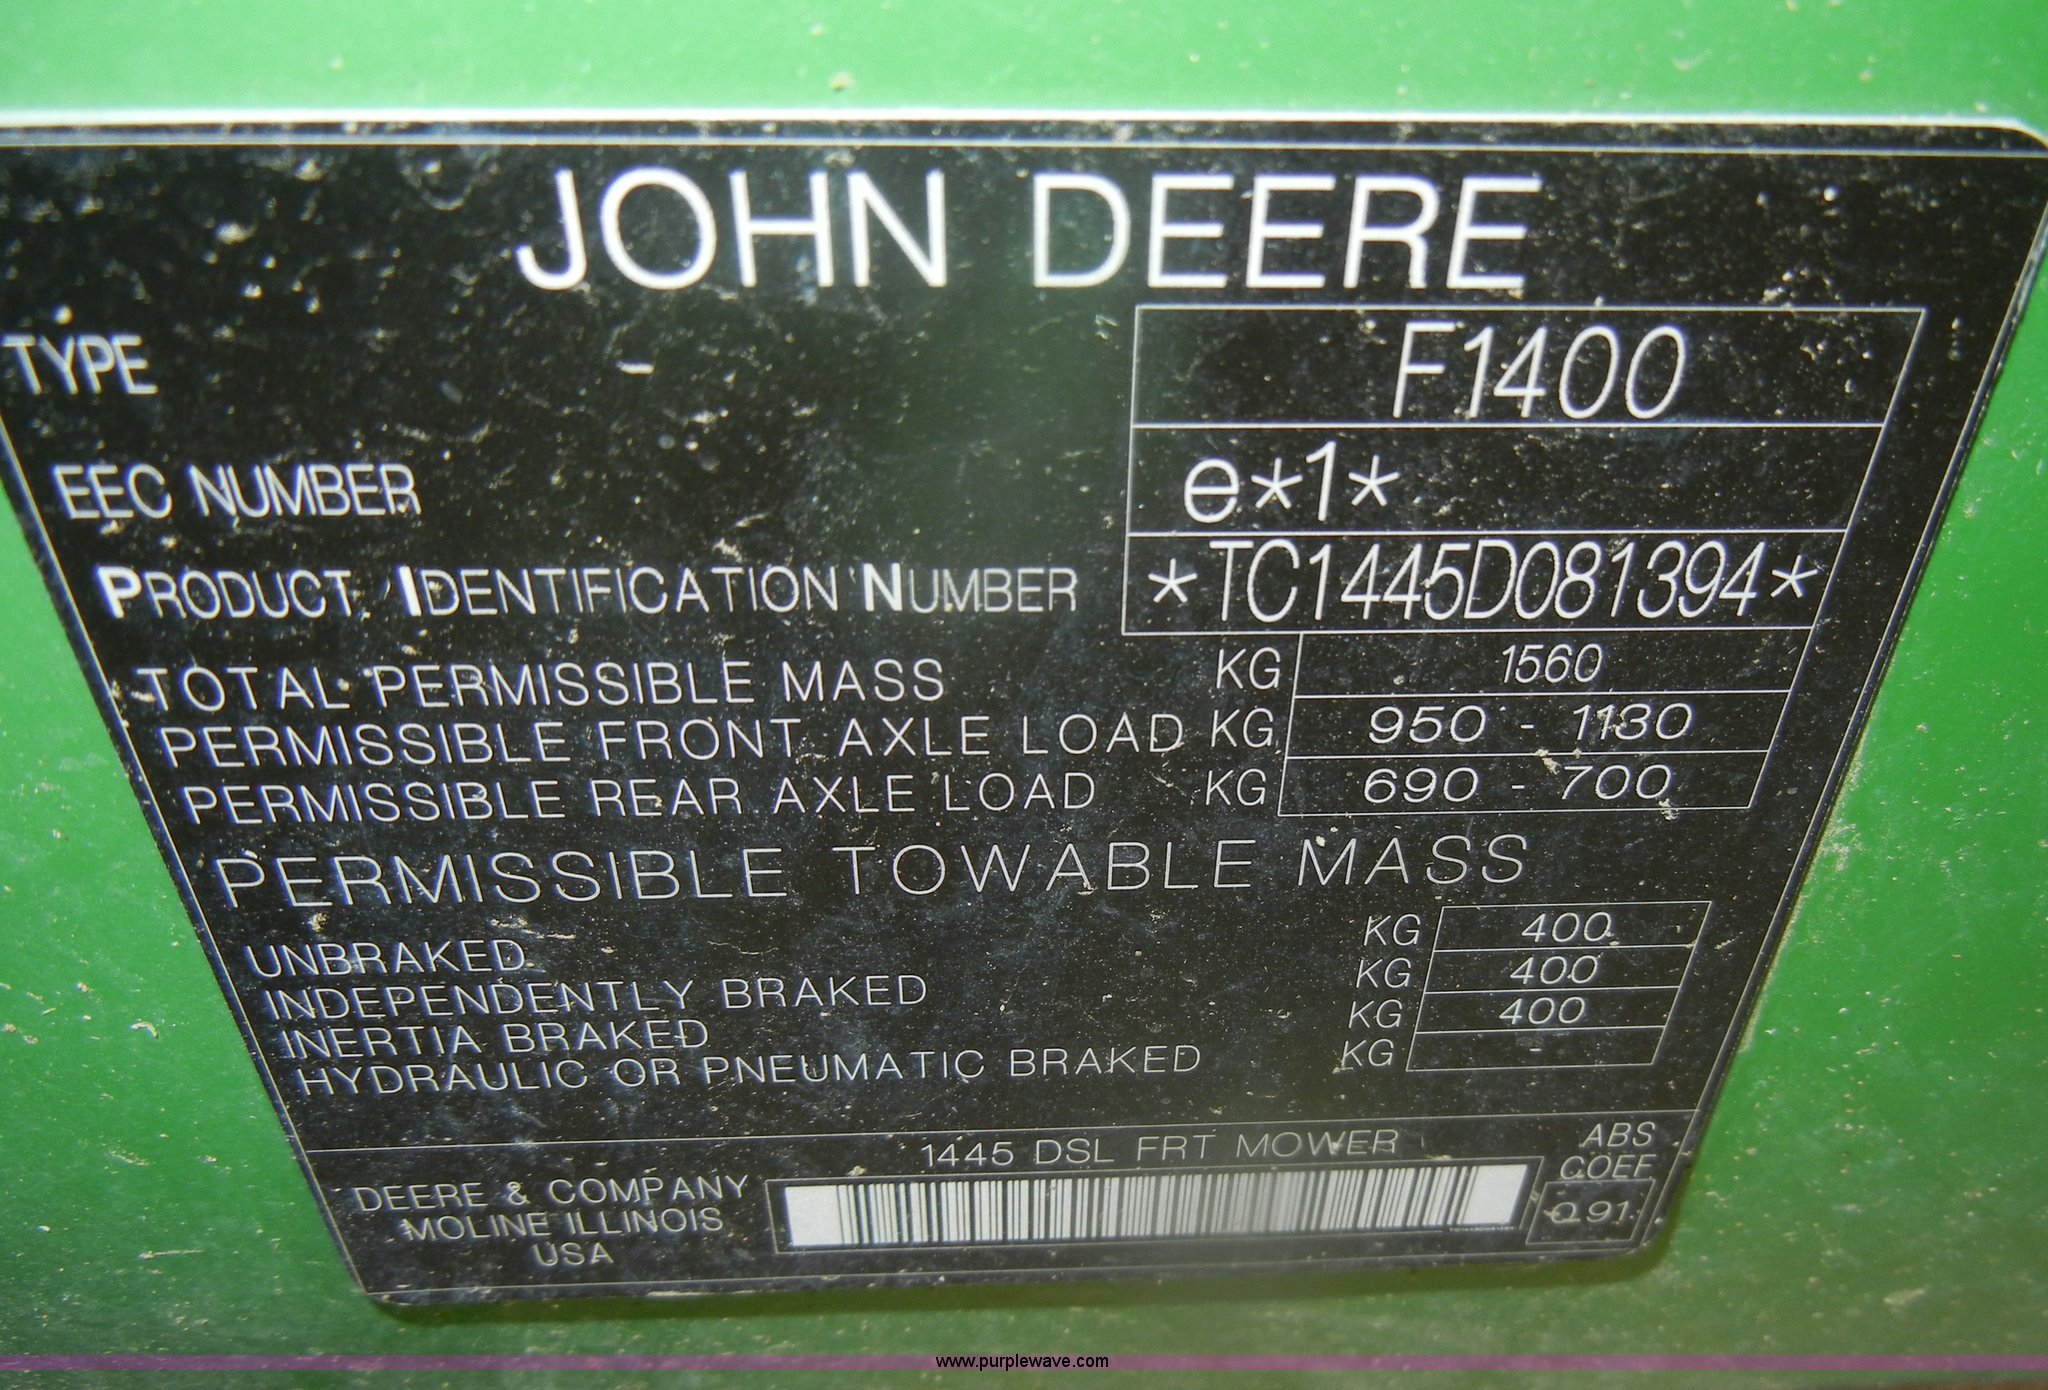 JOHN DEERE
TYPE F1400
EEC NUMBER e*1*
PRODUCT IDENTIFICATION NUMBER *TC1445D081394*
TOTAL PERMISSIBLE MASS KG 1560
PERMISSIBLE FRONT AXLE LOAD KG 950 - 1130
PERMISSIBLE REAR AXLE LOAD KG 690 - 700
PERMISSIBLE TOWABLE MASS
UNBRAKED KG 400
INDEPENDENTLY BRAKED KG 400
INERTIA BRAKED KG 400
HYDRAULIC OR PNEUMATIC BRAKED KG -
1445 DSL FRT MOWER
DEERE & COMPANY
MOLINE ILLINOIS
USA
ABS
COEF
0.91
www.purplewave.com